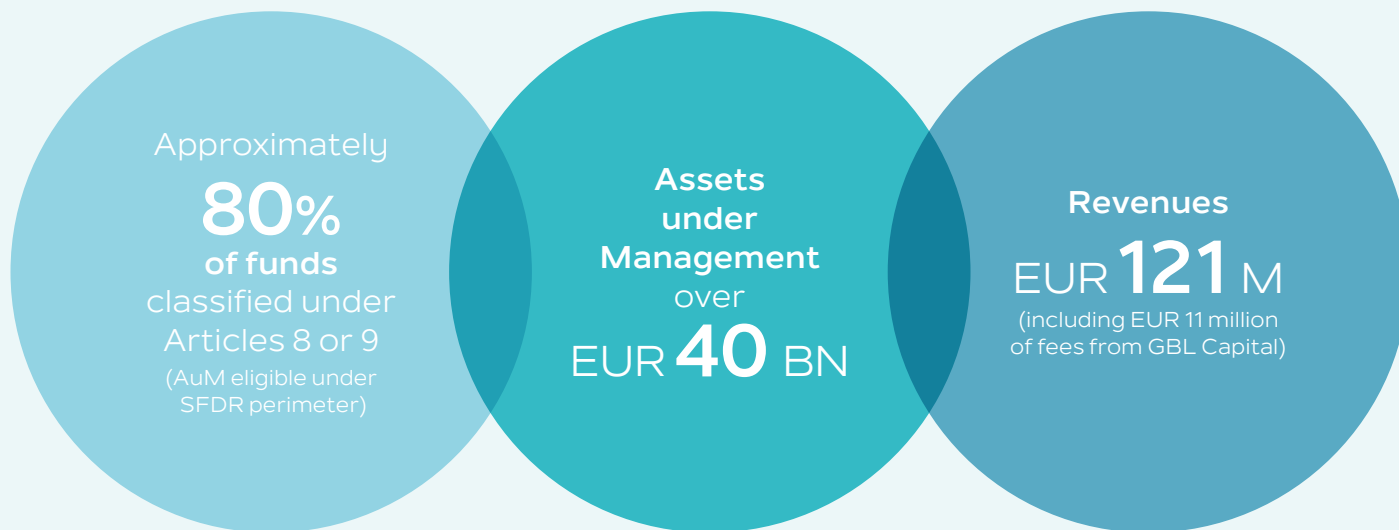 Approximately
80%
of funds
classified under
Articles 8 or 9
(AuM eligible under
SFDR perimeter)
Assets
under
Management
over
EUR 40 BN
Revenues
EUR 121 M
(including EUR 11 million
of fees from GBL Capital)